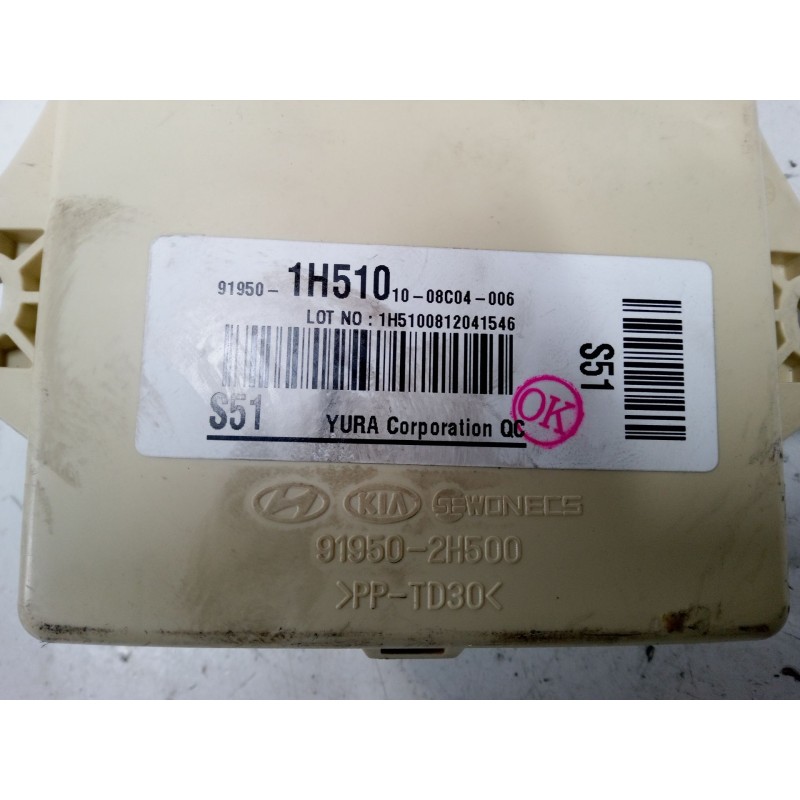 91950- 1H510 10-08C04-006
LOT NO : 1H5100812041546
S51
YURA Corporation QC
OK
S51
KIA SEWONECS
91950-2H500
>PP-TD30<